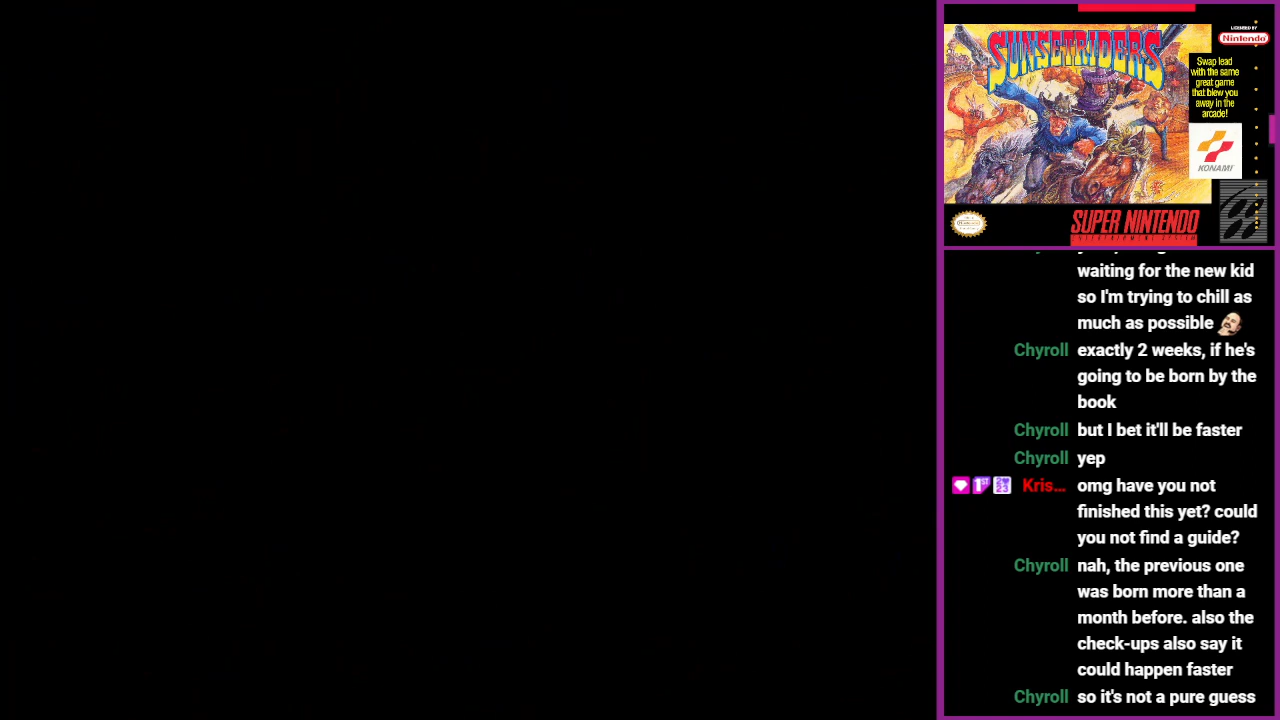 SUNSETRIDERS
LICENSED BY
Nintendo
Swap lead
with the same
great game
that blew you
away in the
arcade!
KONAMI
SUPER NINTENDO
ENTERTAINMENT SYSTEM
waiting for the new kid
so I'm trying to chill as
much as possible
Chyroll exactly 2 weeks, if he's
going to be born by the
book
Chyroll but I bet it'll be faster
Chyroll yep
1ST Kris... omg have you not
finished this yet? could
you not find a guide?
Chyroll nah, the previous one
was born more than a
month before. also the
check-ups also say it
could happen faster
Chyroll so it's not a pure guess